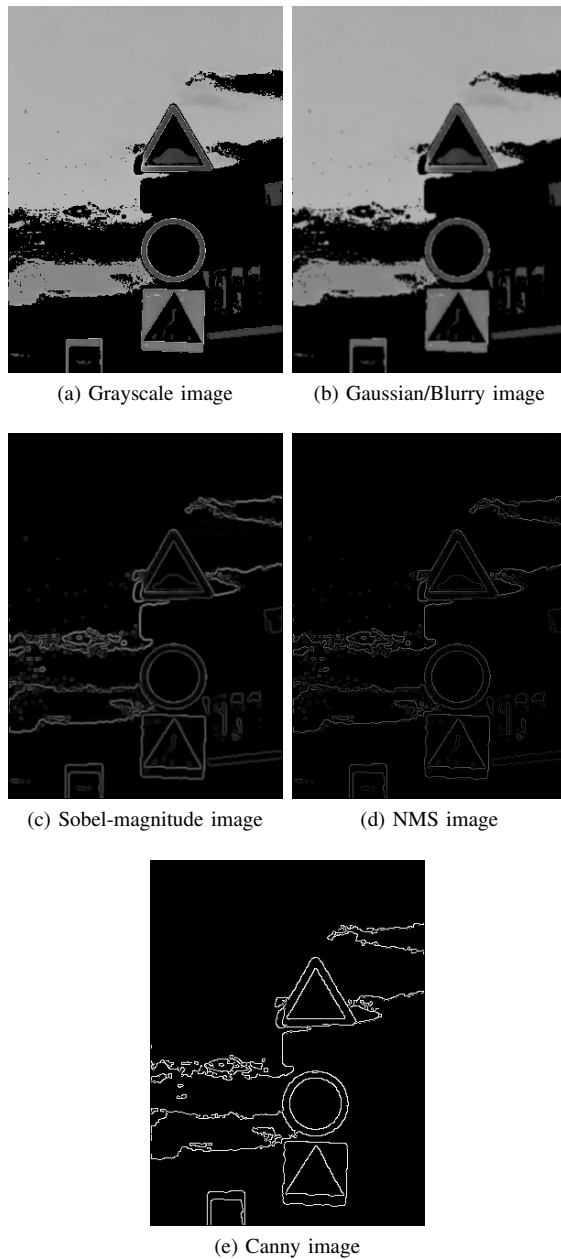 (a) Grayscale image
(b) Gaussian/Blurry image
(c) Sobel-magnitude image
(d) NMS image
(e) Canny image